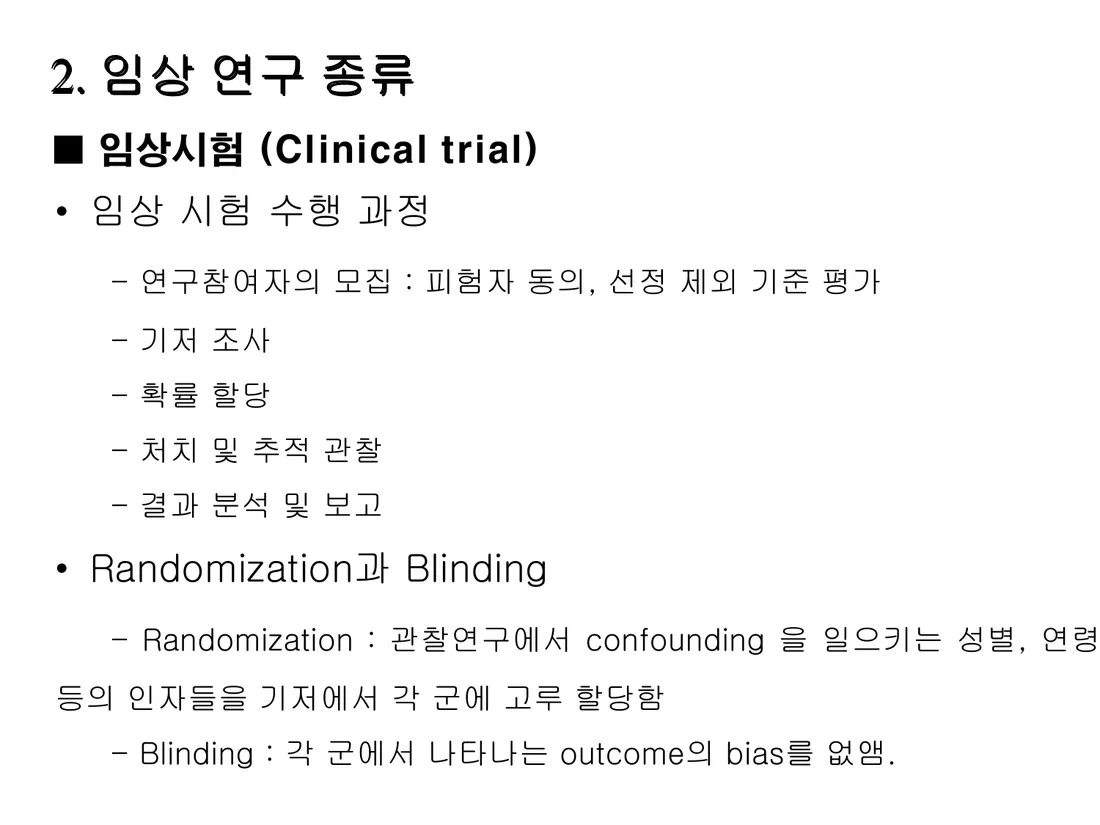 2. 임상 연구 종류
■ 임상시험 (Clinical trial)
• 임상 시험 수행 과정
– 연구참여자의 모집 : 피험자 동의, 선정 제외 기준 평가
– 기저 조사
– 확률 할당
– 처치 및 추적 관찰
– 결과 분석 및 보고
• Randomization과 Blinding
– Randomization : 관찰연구에서 confounding 을 일으키는 성별, 연령
등의 인자들을 기저에서 각 군에 고루 할당함
– Blinding : 각 군에서 나타나는 outcome의 bias를 없앰.